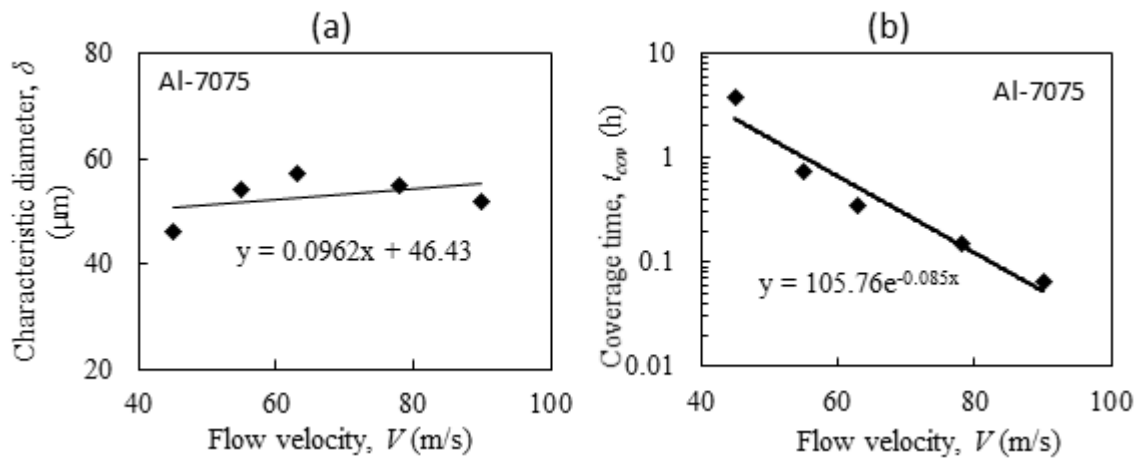 (a)
Characteristic diameter, δ
(μm)
80
60
40
20
Al-7075
y = 0.0962x + 46.43
40
60
80
100
Flow velocity, V (m/s)
(b)
Coverage time, t_cov (h)
10
1
0.1
0.01
Al-7075
y = 105.76e^-0.085x
40
60
80
100
Flow velocity, V (m/s)